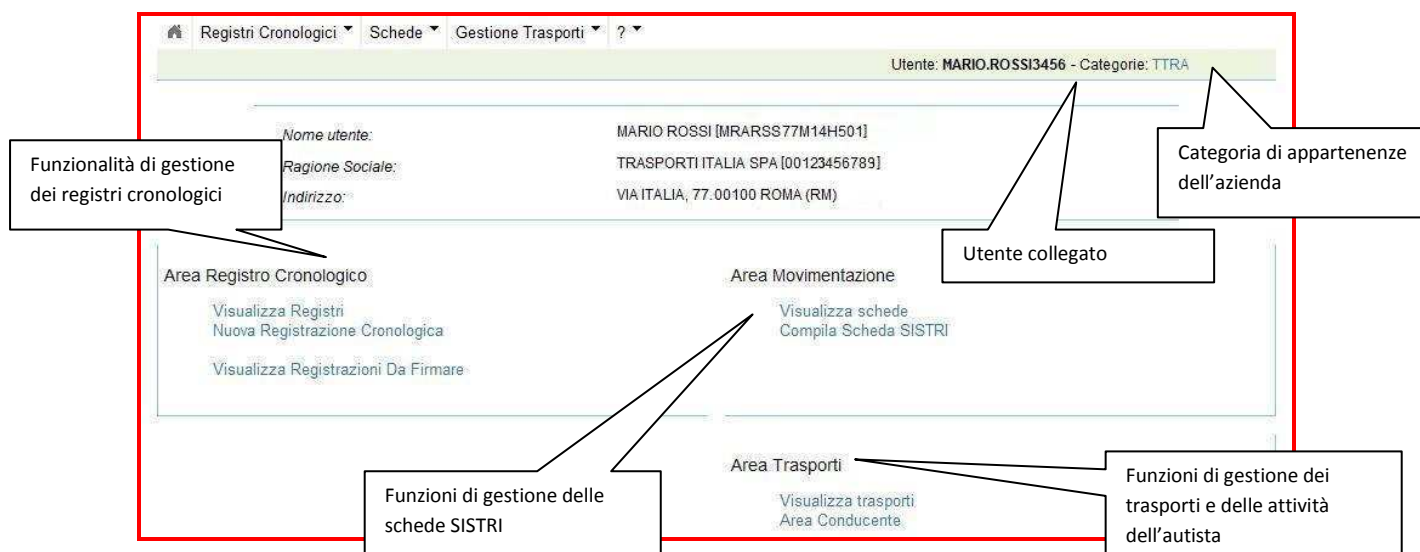 Registri Cronologici Schede Gestione Trasporti ?
Utente: MARIO.ROSSI3456 - Categorie: TTRA
Nome utente: MARIO ROSSI [MRARSS77M14H501]
Ragione Sociale: TRASPORTI ITALIA SPA [00123456789]
Indirizzo: VIA ITALIA, 77.00100 ROMA (RM)
Funzionalità di gestione
dei registri cronologici
Categoria di appartenenze
dell’azienda
Utente collegato
Area Registro Cronologico
Visualizza Registri
Nuova Registrazione Cronologica
Visualizza Registrazioni Da Firmare
Area Movimentazione
Visualizza schede
Compila Scheda SISTRI
Funzioni di gestione delle
schede SISTRI
Area Trasporti
Visualizza trasporti
Area Conducente
Funzioni di gestione dei
trasporti e delle attività
dell’autista